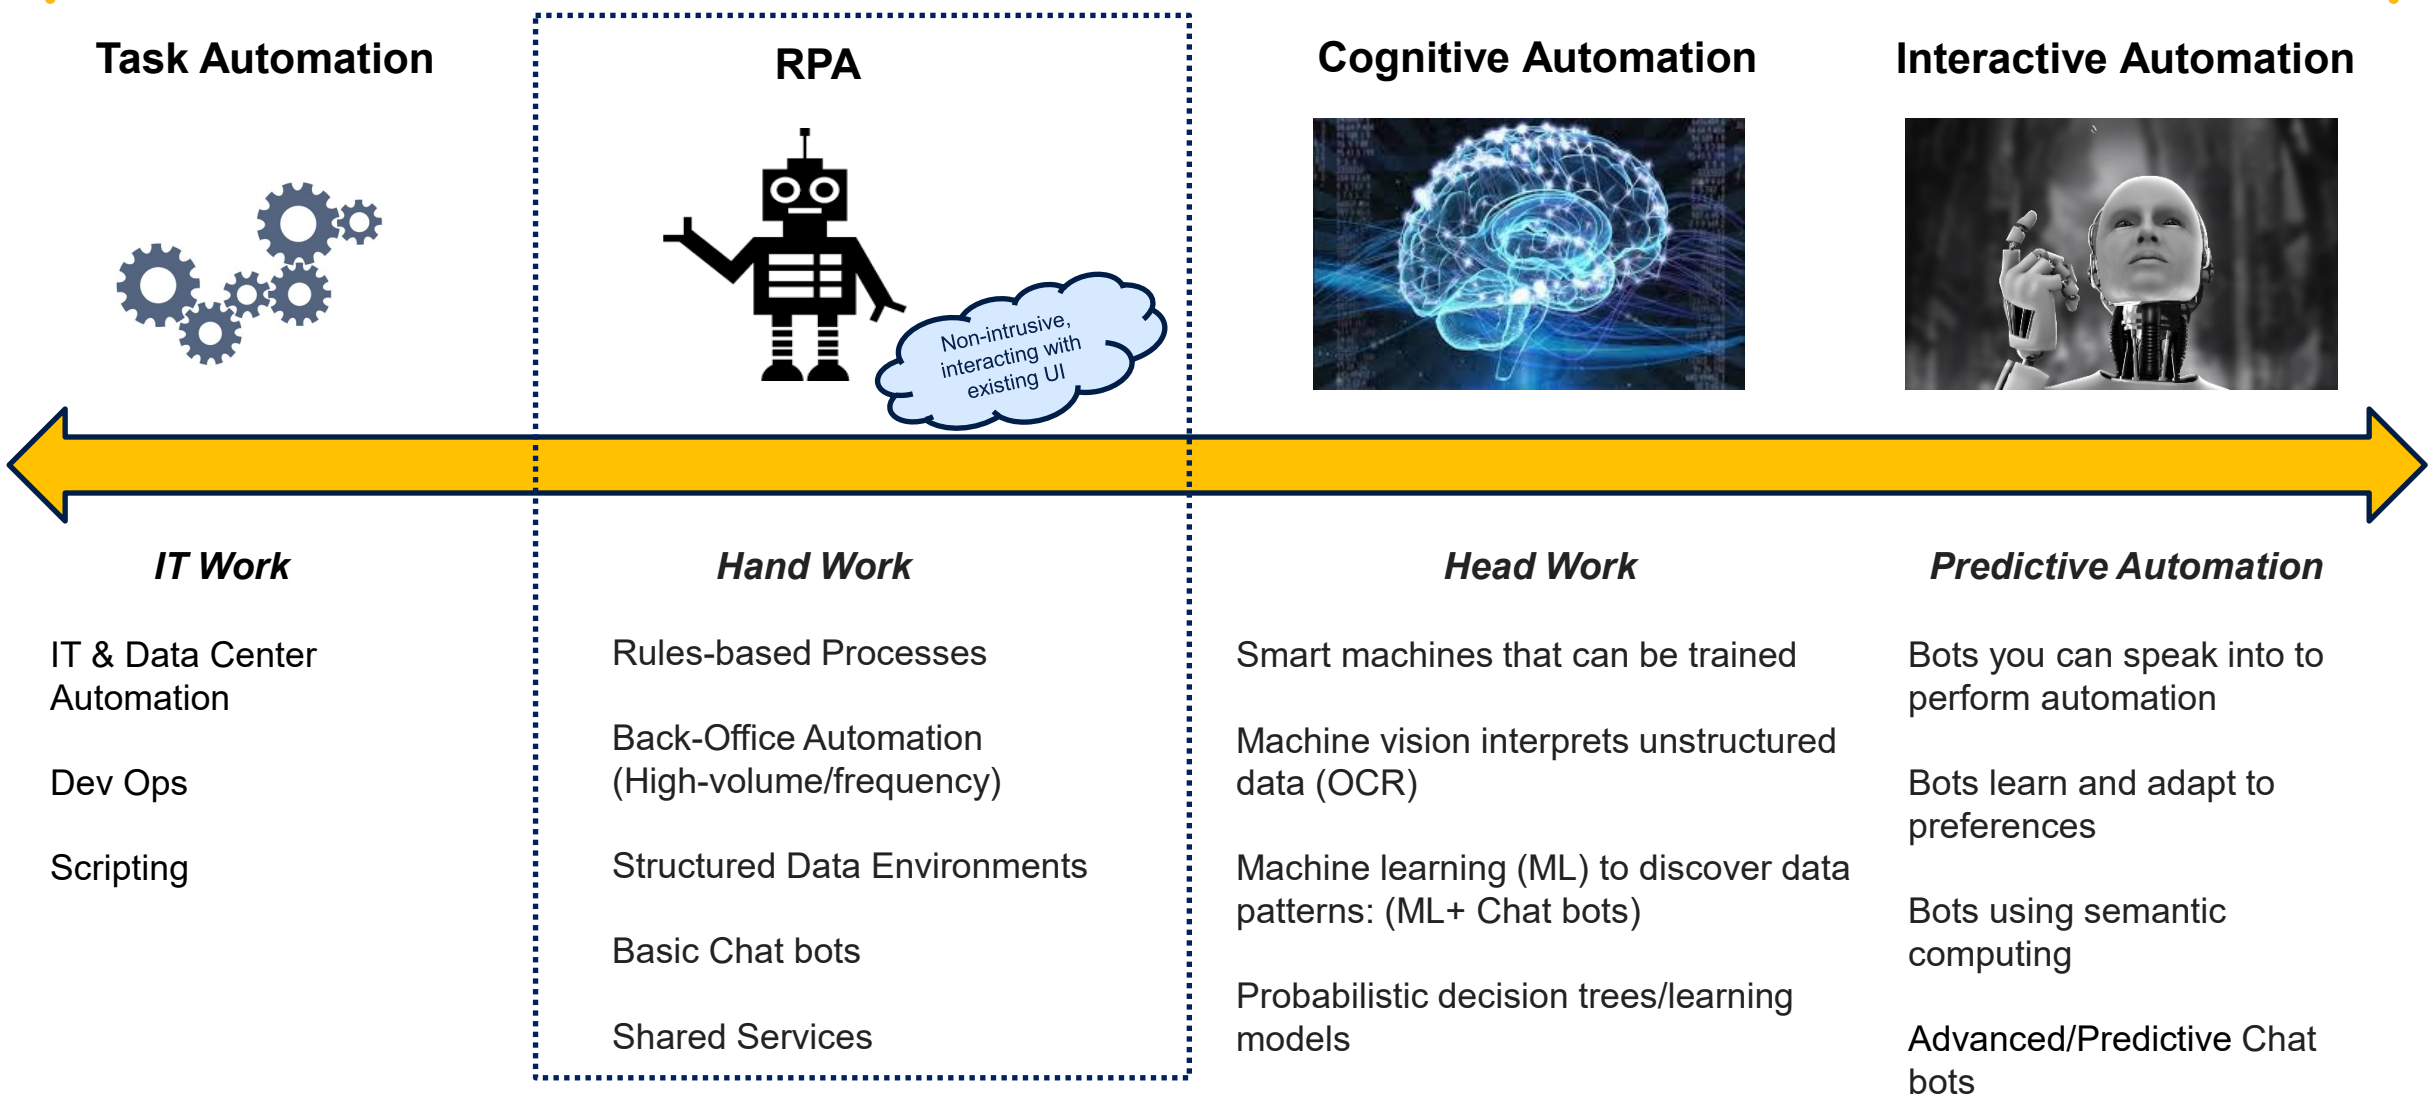 Task Automation
RPA
Cognitive Automation
Interactive Automation
Non-intrusive,
interacting with
existing UI
IT Work
Hand Work
Head Work
Predictive Automation
IT & Data Center
Automation
Dev Ops
Scripting
Rules-based Processes
Back-Office Automation
(High-volume/frequency)
Structured Data Environments
Basic Chat bots
Shared Services
Smart machines that can be trained
Machine vision interprets unstructured
data (OCR)
Machine learning (ML) to discover data
patterns: (ML+ Chat bots)
Probabilistic decision trees/learning
models
Bots you can speak into to
perform automation
Bots learn and adapt to
preferences
Bots using semantic
computing
Advanced/Predictive Chat
bots